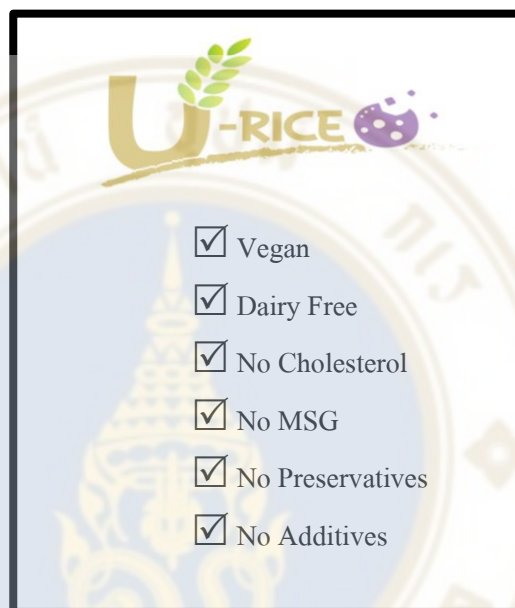 U-RICE
☑ Vegan
☑ Dairy Free
☑ No Cholesterol
☑ No MSG
☑ No Preservatives
☑ No Additives